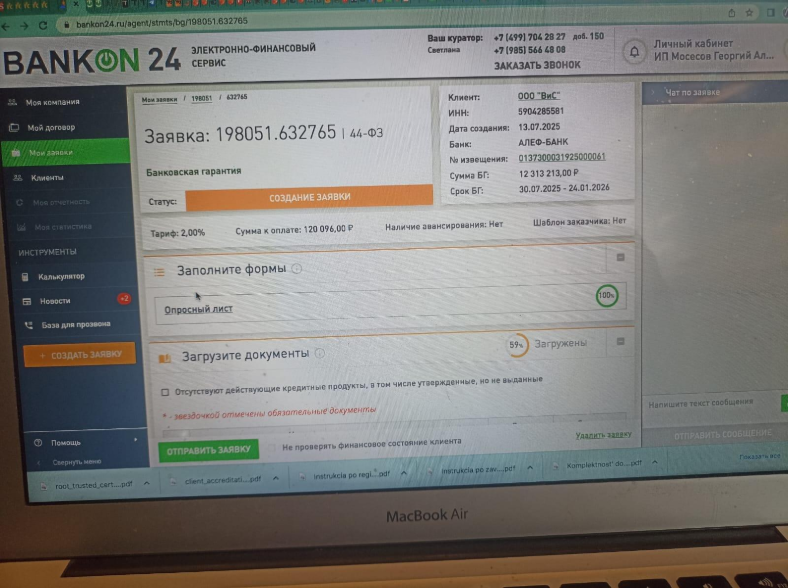 bankon24.ru/agent/stmts/bg/198051.632765
BANKON 24
ЭЛЕКТРОННО-ФИНАНСОВЫЙ
СЕРВИС
Ваш куратор: +7 (499) 704 28 27 доб. 150
Светлана +7 (985) 566 48 08
ЗАКАЗАТЬ ЗВОНОК
Личный кабинет
ИП Мосесов Георгий Ал...
Моя компания
Мой договор
Мои заявки
Клиенты
Моя отчетность
Моя статистика
ИНСТРУМЕНТЫ
Калькулятор
Новости +2
База для прозвона
+ СОЗДАТЬ ЗАЯВКУ
Помощь
Свернуть меню
Мои заявки / 198051 / 632765
Заявка: 198051.632765 | 44-ФЗ
Банковская гарантия
Статус: СОЗДАНИЕ ЗАЯВКИ
Клиент: ООО "ВиС"
ИНН: 5904285581
Дата создания: 13.07.2025
Банк: АЛЕФ-БАНК
№ извещения: 0137300031925000061
Сумма БГ: 12 313 213,00 ₽
Срок БГ: 30.07.2025 - 24.01.2026
Тариф: 2,00% Сумма к оплате: 120 096,00 ₽ Наличие авансирования: Нет Шаблон заказчика: Нет
Заполните формы
Опросный лист 100%
Загрузите документы 59% Загружены
Отсутствуют действующие кредитные продукты, в том числе утвержденные, но не выданные
* - звездочкой отмечены обязательные документы
ОТПРАВИТЬ ЗАЯВКУ Не проверять финансовое состояние клиента Удалить заявку
Чат по заявке
Напишите текст сообщения
ОТПРАВИТЬ СООБЩЕНИЕ
root_trusted_cart....pdf client_accreditati....pdf Instrukcia po regi....pdf Instrukcia po zav....pdf Komplektnost' do....pdf Показать все
MacBook Air